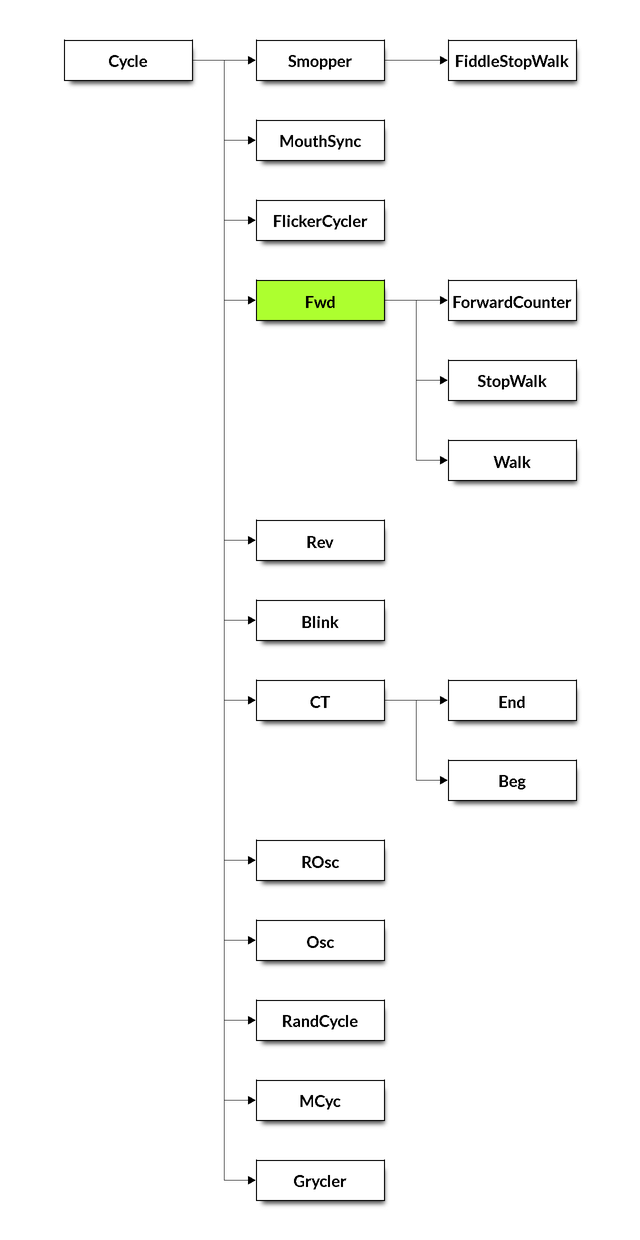 Cycle
Smopper
FiddleStopWalk
MouthSync
FlickerCycler
Fwd
ForwardCounter
StopWalk
Walk
Rev
Blink
CT
End
Beg
ROsc
Osc
RandCycle
MCyc
Grycler